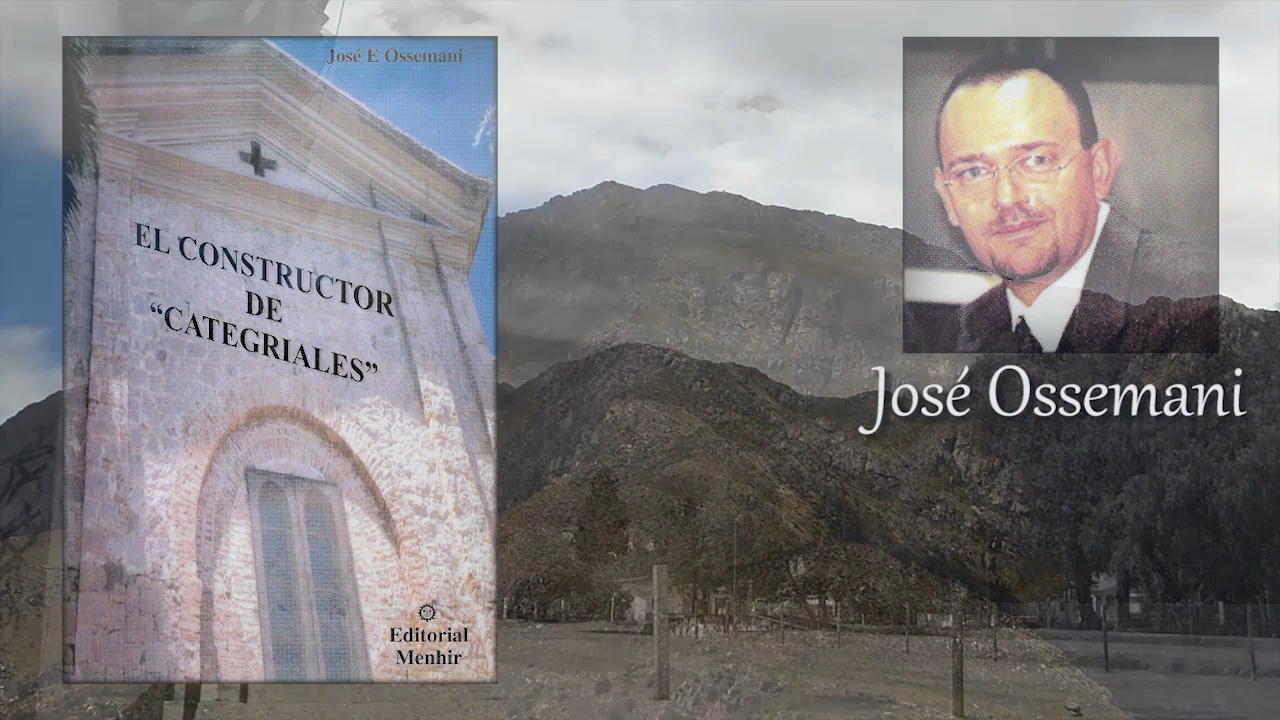 José E Ossemani
EL CONSTRUCTOR
DE
“CATEGRIALES”
Editorial
Menhir
José Ossemani